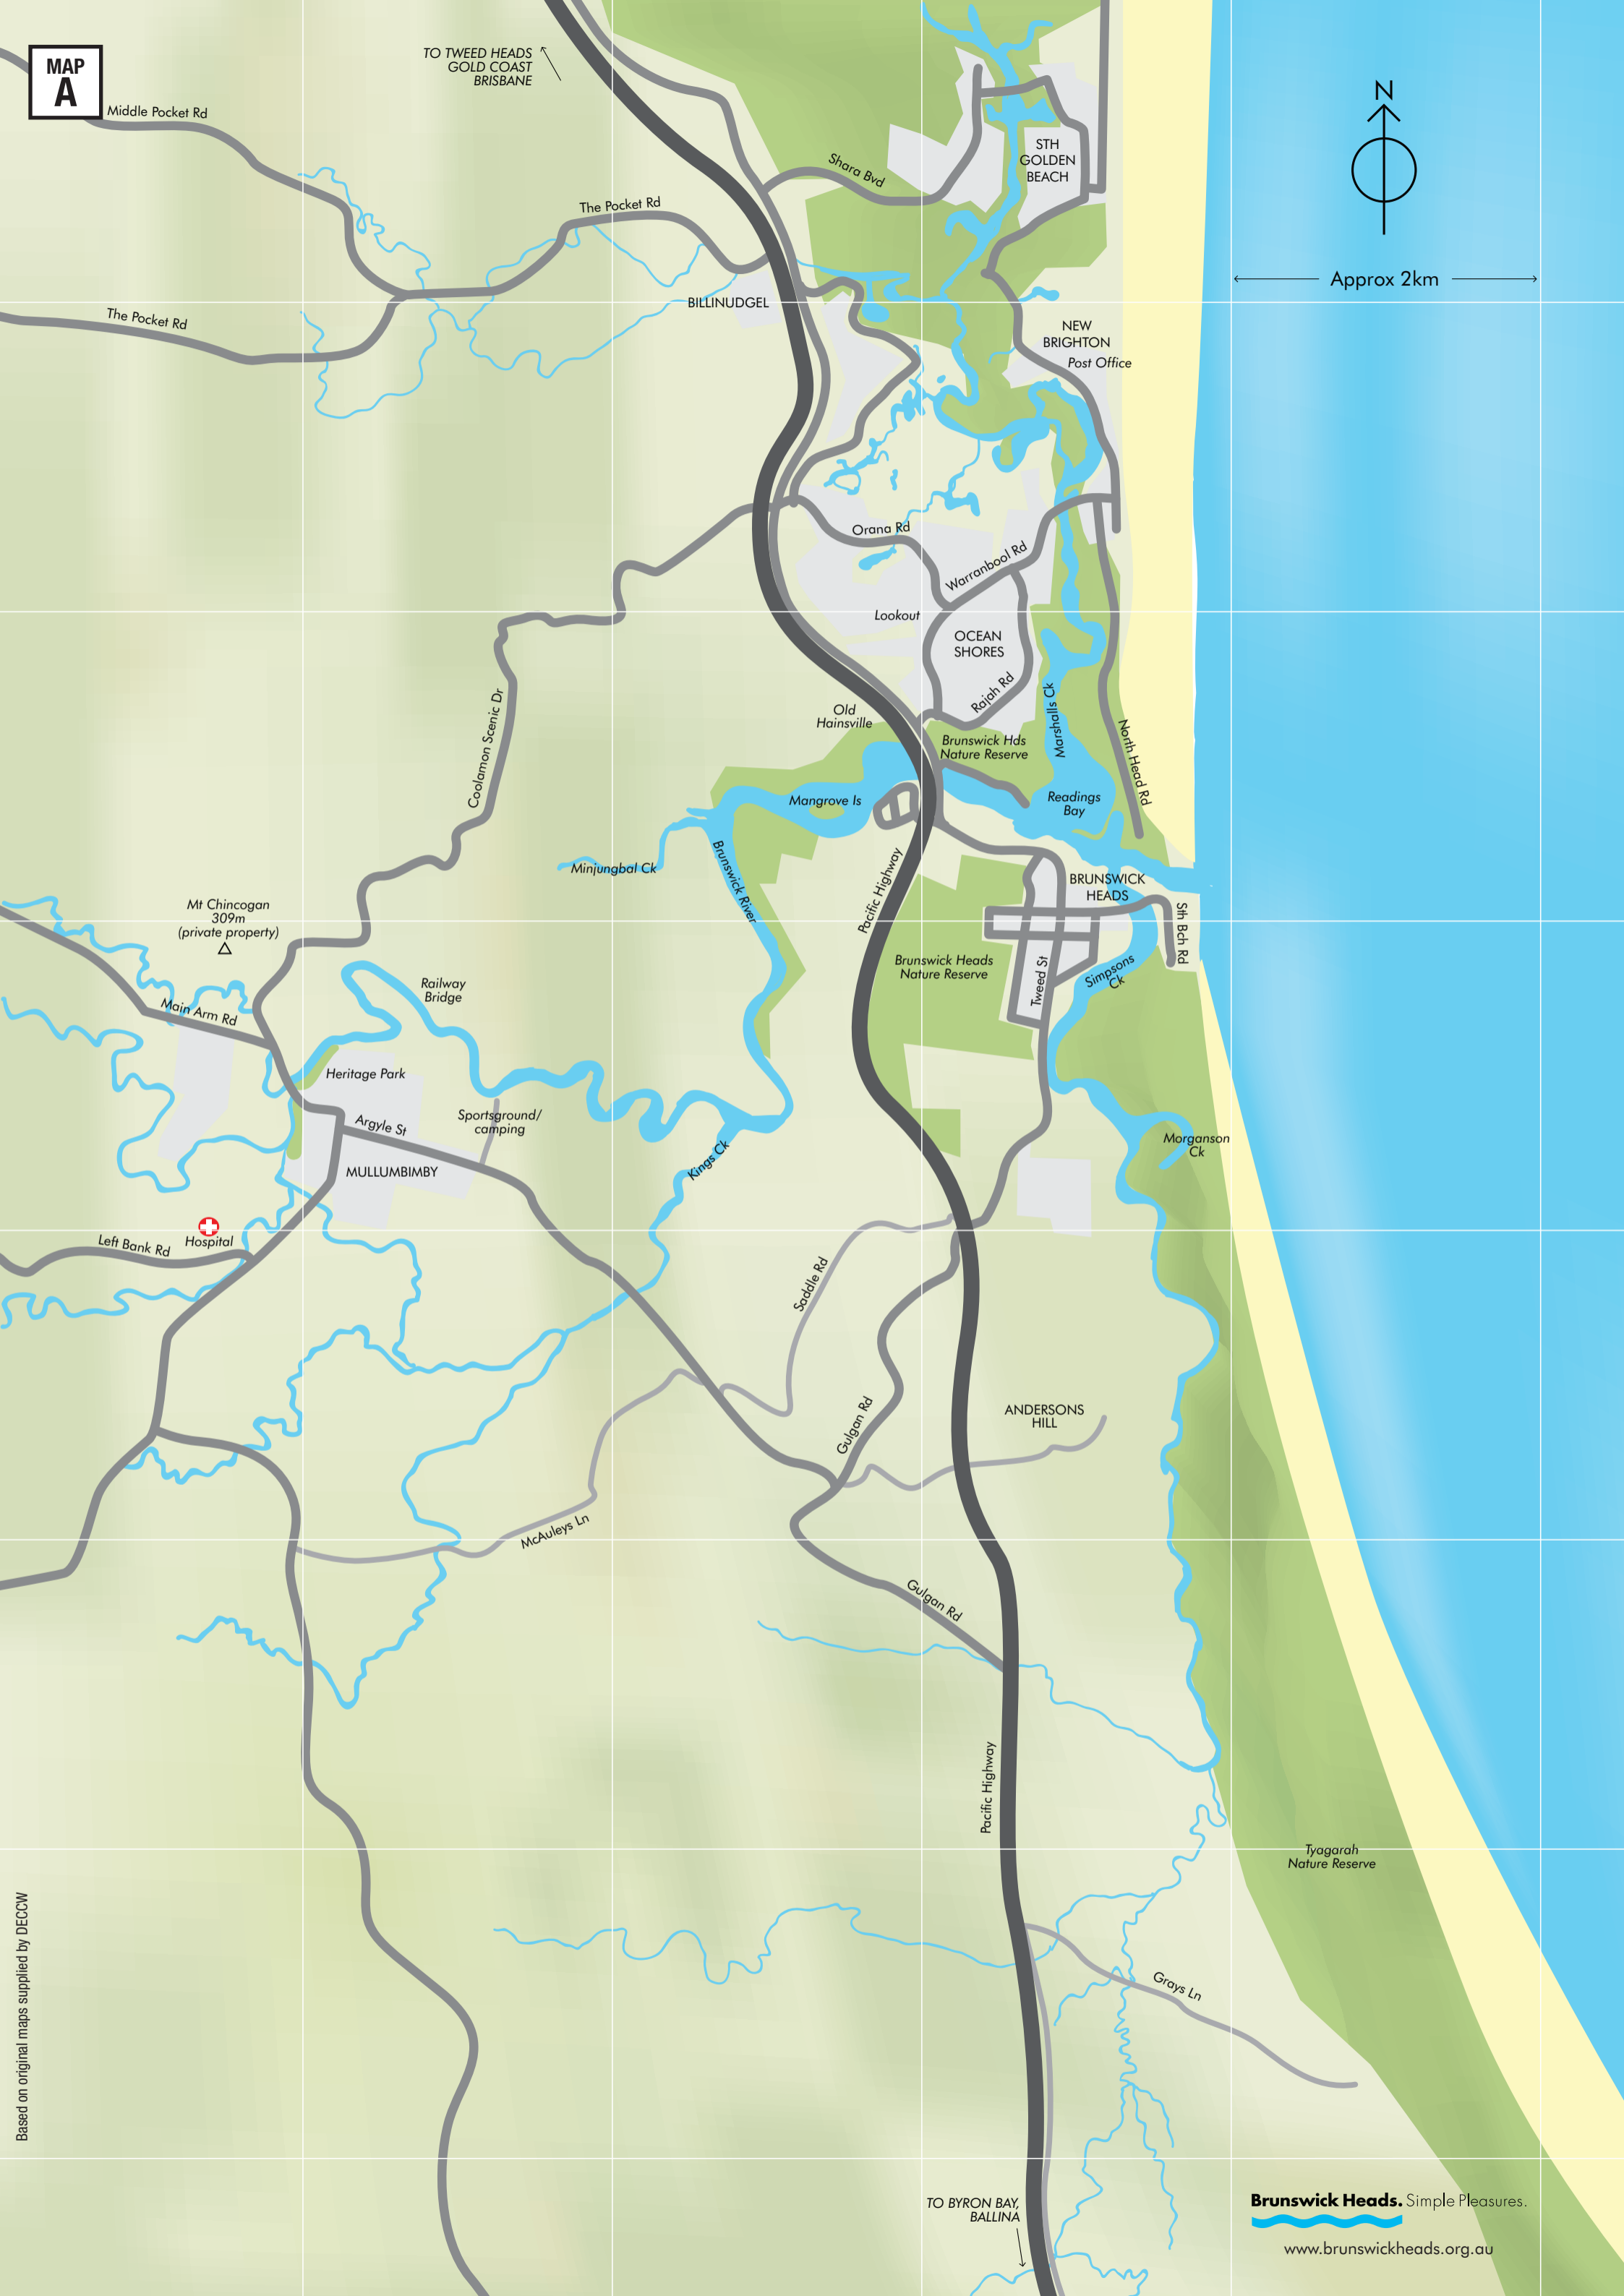 TO TWEED HEADS
GOLD COAST
BRISBANE
MAP
A
Middle Pocket Rd
N
STH
GOLDEN
BEACH
Shara Bvd
The Pocket Rd
Approx 2km
BILLINUDGEL
The Pocket Rd
NEW
BRIGHTON
Post Office
Orana Rd
Warranbool Rd
Lookout
OCEAN
SHORES
Rajah Rd
Coolamon Scenic Dr
Old
Hainsville
Marshalls Ck
North Head Rd
Brunswick Hds
Nature Reserve
Mangrove Is
Readings
Bay
Minjungbal Ck
Brunswick River
Pacific Highway
BRUNSWICK
HEADS
Mt Chincogan
309m
(private property)
Sth Bch Rd
Brunswick Heads
Nature Reserve
Tweed St
Simpsons
Ck
Railway
Bridge
Main Arm Rd
Heritage Park
Argyle St
Sportsground/
camping
Kings Ck
Morganson
Ck
MULLUMBIMBY
Hospital
Left Bank Rd
Saddle Rd
Gulgan Rd
ANDERSONS
HILL
McAuleys Ln
Gulgan Rd
Pacific Highway
Tyagarah
Nature Reserve
Based on original maps supplied by DECCW
Grays Ln
TO BYRON BAY,
BALLINA
Brunswick Heads. Simple Pleasures.
www.brunswickheads.org.au